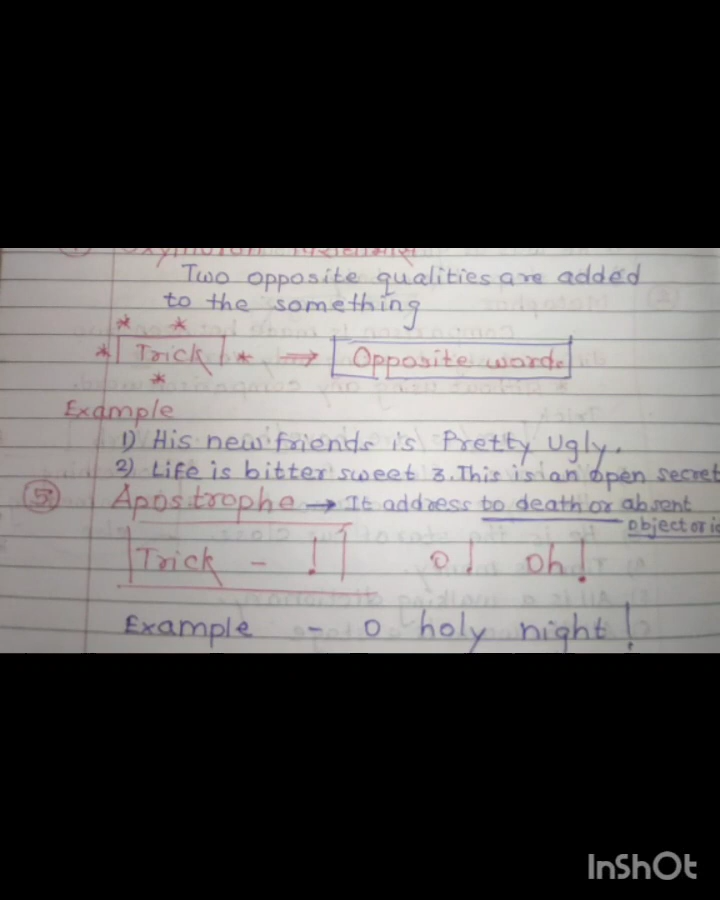 Two opposite qualities are added
to the something
* *
* Trick * ⇒ Opposite words
*
Example
1) His new friends is Pretty Ugly.
2) Life is bitter sweet 3. This is an open secret
5 Apostrophe → It address to death or absent
object or
Trick - ! O! Oh!
Example - O holy night!
InShOt